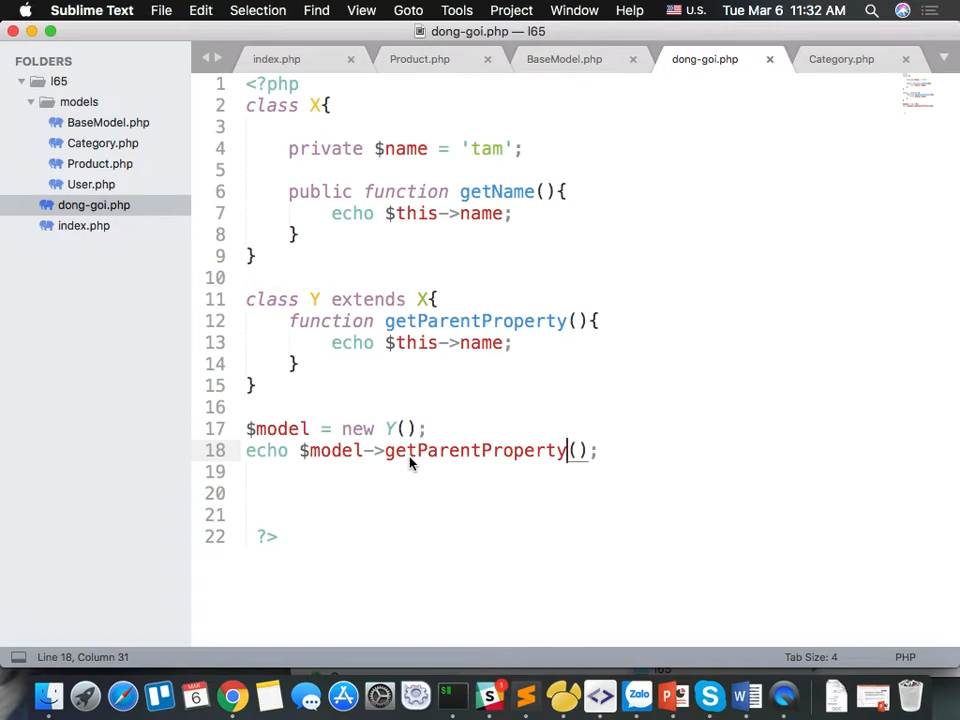 Sublime Text File Edit Selection Find View Goto Tools Project Window Help U.S. Tue Mar 6 11:32 AM
dong-goi.php — l65
FOLDERS
l65
models
BaseModel.php
Category.php
Product.php
User.php
dong-goi.php
index.php
index.php × Product.php × BaseModel.php × dong-goi.php × Category.php ×
1 <?php
2 class X{
3
4 private $name = 'tam';
5
6 public function getName(){
7 echo $this->name;
8 }
9 }
10
11 class Y extends X{
12 function getParentProperty(){
13 echo $this->name;
14 }
15 }
16
17 $model = new Y();
18 echo $model->getParentProperty();
19
20
21
22 ?>
Line 18, Column 31 Tab Size: 4 PHP
MAR
6
1
Zalo